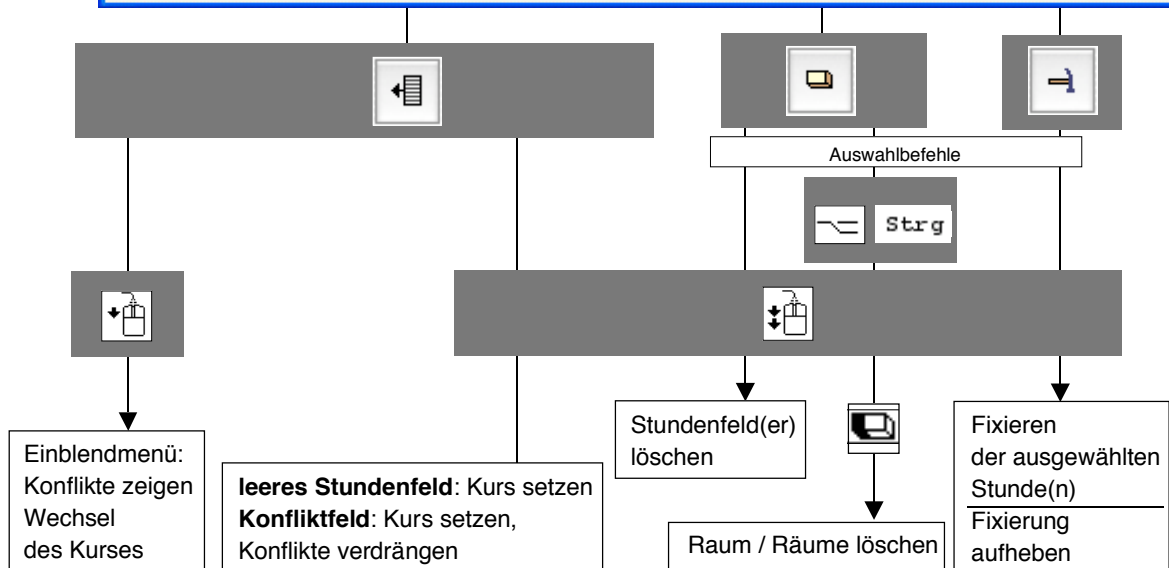 Auswahlbefehle
Strg
Einblendmenü:
Konflikte zeigen
Wechsel
des Kurses
leeres Stundenfeld: Kurs setzen
Konfliktfeld: Kurs setzen,
Konflikte verdrängen
Stundenfeld(er)
löschen
Raum / Räume löschen
Fixieren
der ausgewählten
Stunde(n)
Fixierung
aufheben